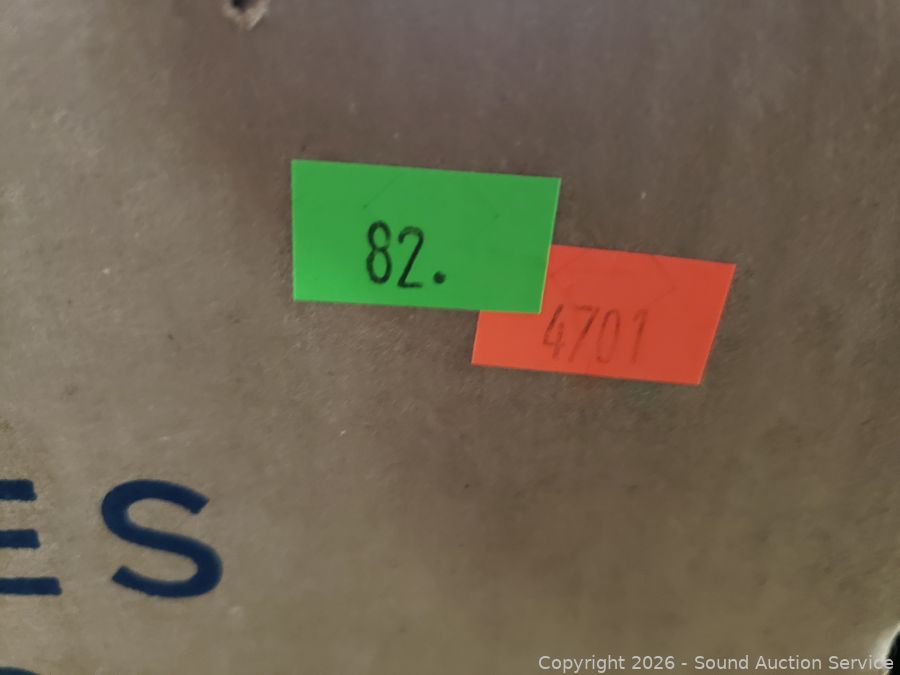 82.
4701
ES
Copyright 2026 - Sound Auction Service